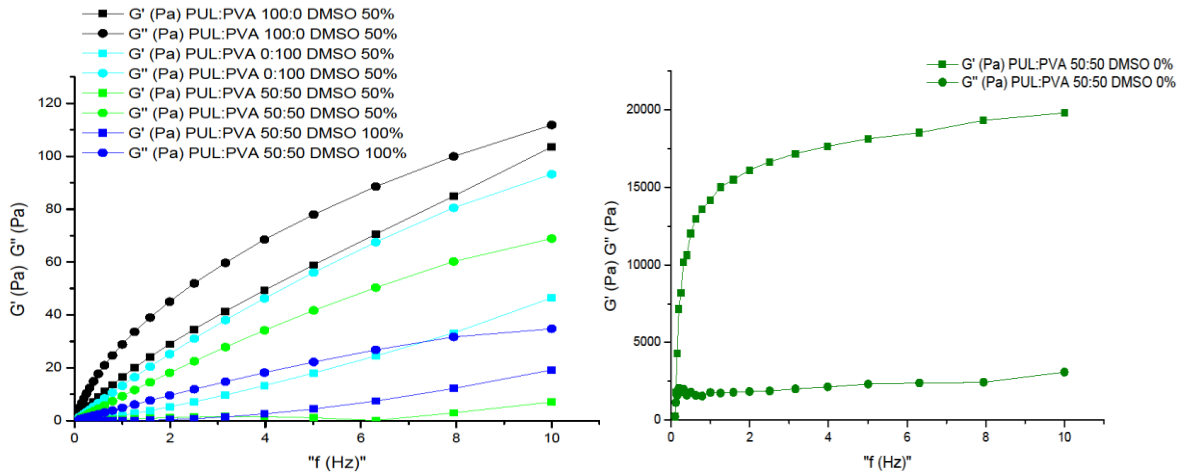 G' (Pa) PUL:PVA 100:0 DMSO 50%
G" (Pa) PUL:PVA 100:0 DMSO 50%
G' (Pa) PUL:PVA 0:100 DMSO 50%
G" (Pa) PUL:PVA 0:100 DMSO 50%
G' (Pa) PUL:PVA 50:50 DMSO 50%
G" (Pa) PUL:PVA 50:50 DMSO 50%
G' (Pa) PUL:PVA 50:50 DMSO 100%
G" (Pa) PUL:PVA 50:50 DMSO 100%
G' (Pa) G" (Pa)
120
100
80
60
40
20
0
0 2 4 6 8 10
"f (Hz)"
G' (Pa) PUL:PVA 50:50 DMSO 0%
G" (Pa) PUL:PVA 50:50 DMSO 0%
G' (Pa) G" (Pa)
20000
15000
10000
5000
0
0 2 4 6 8 10
"f (Hz)"